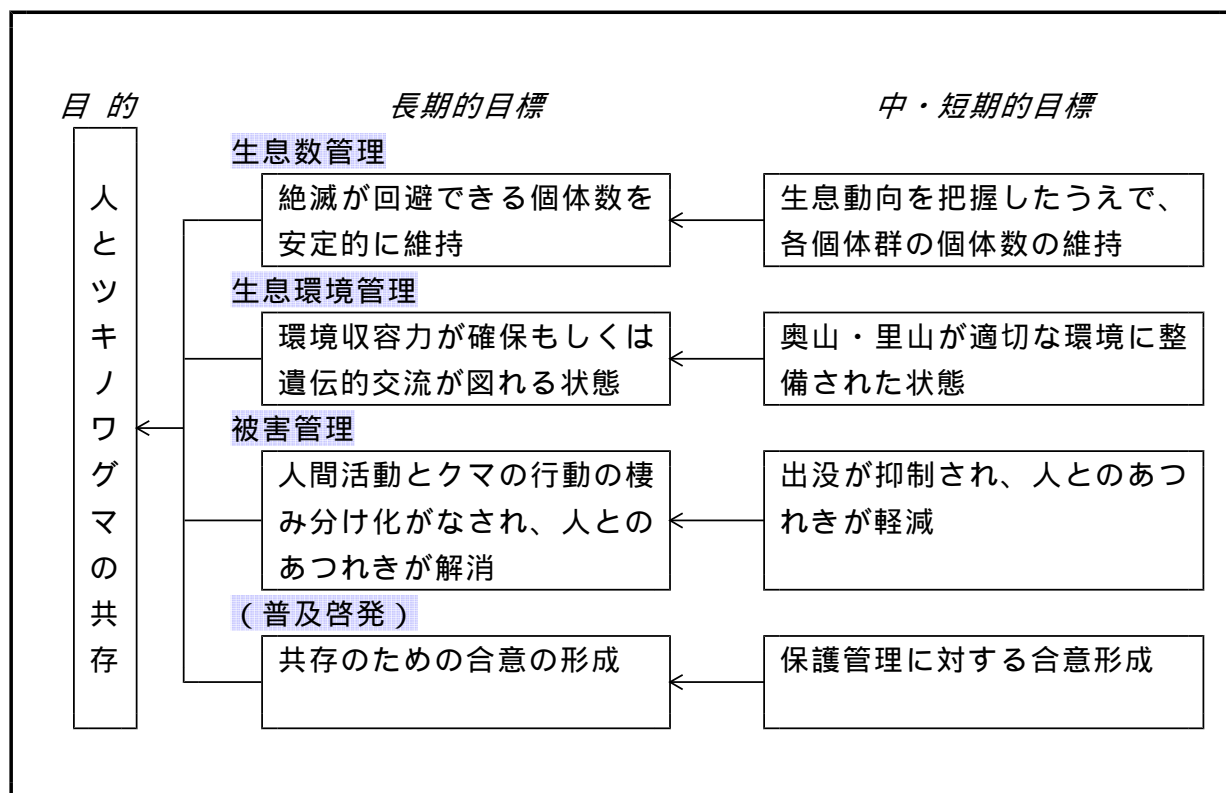 目 的
長期的目標
中・短期的目標
人とツキノワグマの共存
生息数管理
絶滅が回避できる個体数を
安定的に維持
生息動向を把握したうえで、
各個体群の個体数の維持
生息環境管理
環境収容力が確保もしくは
遺伝的交流が図れる状態
奥山・里山が適切な環境に整
備された状態
被害管理
人間活動とクマの行動の棲
み分け化がなされ、人との
あつれきが解消
出没が抑制され、人とのあつ
れきが軽減
(普及啓発)
共存のための合意の形成
保護管理に対する合意形成